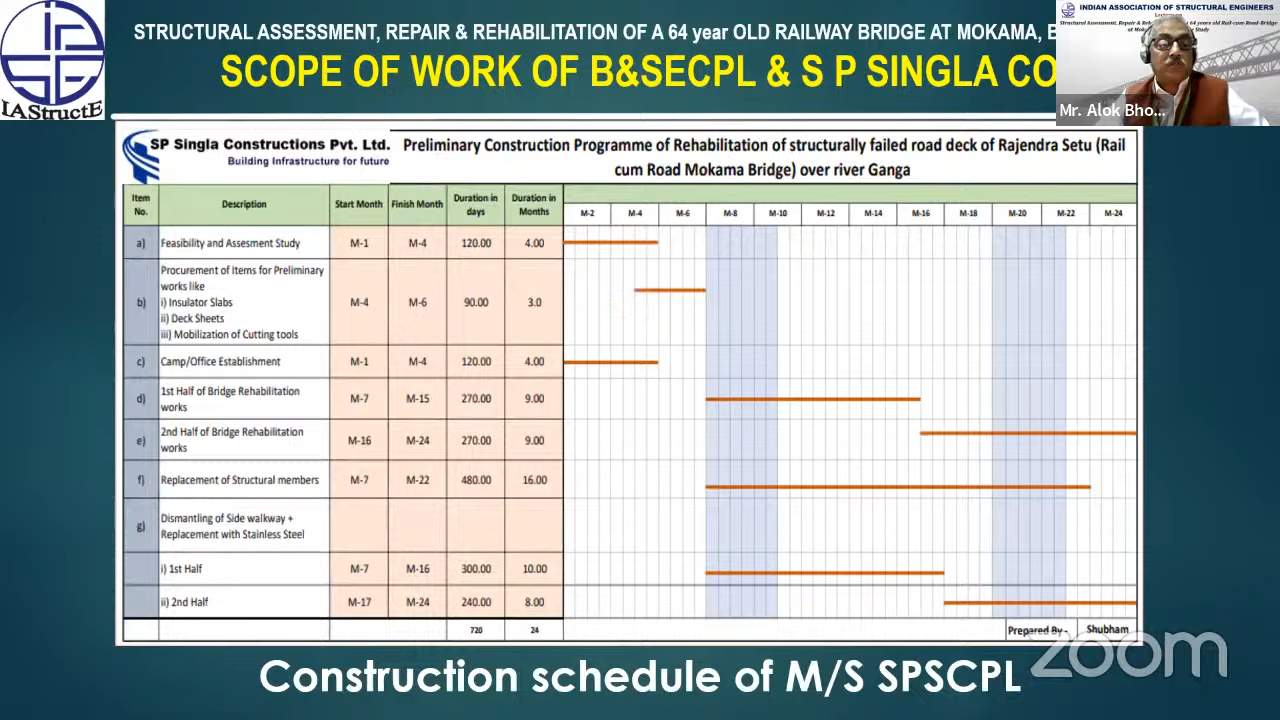 STRUCTURAL ASSESSMENT, REPAIR & REHABILITATION OF A 64 year OLD RAILWAY BRIDGE AT MOKAMA,
SCOPE OF WORK OF B&SECPL & S P SINGLA CO
IAStructE
INDIAN ASSOCIATION OF STRUCTURAL ENGINEERS
Structural Assessment, Repair & 64 years old Rail-cum-Road-Bridge
Mr. Alok Bho...
SP Singla Constructions Pvt. Ltd.
Building Infrastructure for future
Preliminary Construction Programme of Rehabilitation of structurally failed road deck of Rajendra Setu (Rail
cum Road Mokama Bridge) over river Ganga
Item No. Description Start Month Finish Month Duration in days Duration in Months
M-2 M-4 M-6 M-8 M-10 M-12 M-14 M-16 M-18 M-20 M-22 M-24
a) Feasibility and Assesment Study M-1 M-4 120.00 4.00
Procurement of Items for Preliminary
works like
b) i) Insulator Slabs M-4 M-6 90.00 3.0
ii) Deck Sheets
iii) Mobilization of Cutting tools
c) Camp/Office Establishment M-1 M-4 120.00 4.00
d) 1st Half of Bridge Rehabilitation works M-7 M-15 270.00 9.00
e) 2nd Half of Bridge Rehabilitation works M-16 M-24 270.00 9.00
f) Replacement of Structural members M-7 M-22 480.00 16.00
g) Dismantling of Side walkway +
Replacement with Stainless Steel
i) 1st Half M-7 M-16 300.00 10.00
ii) 2nd Half M-17 M-24 240.00 8.00
720 24 Prepared By - Shubham
zoom
Construction schedule of M/S SPSCPL